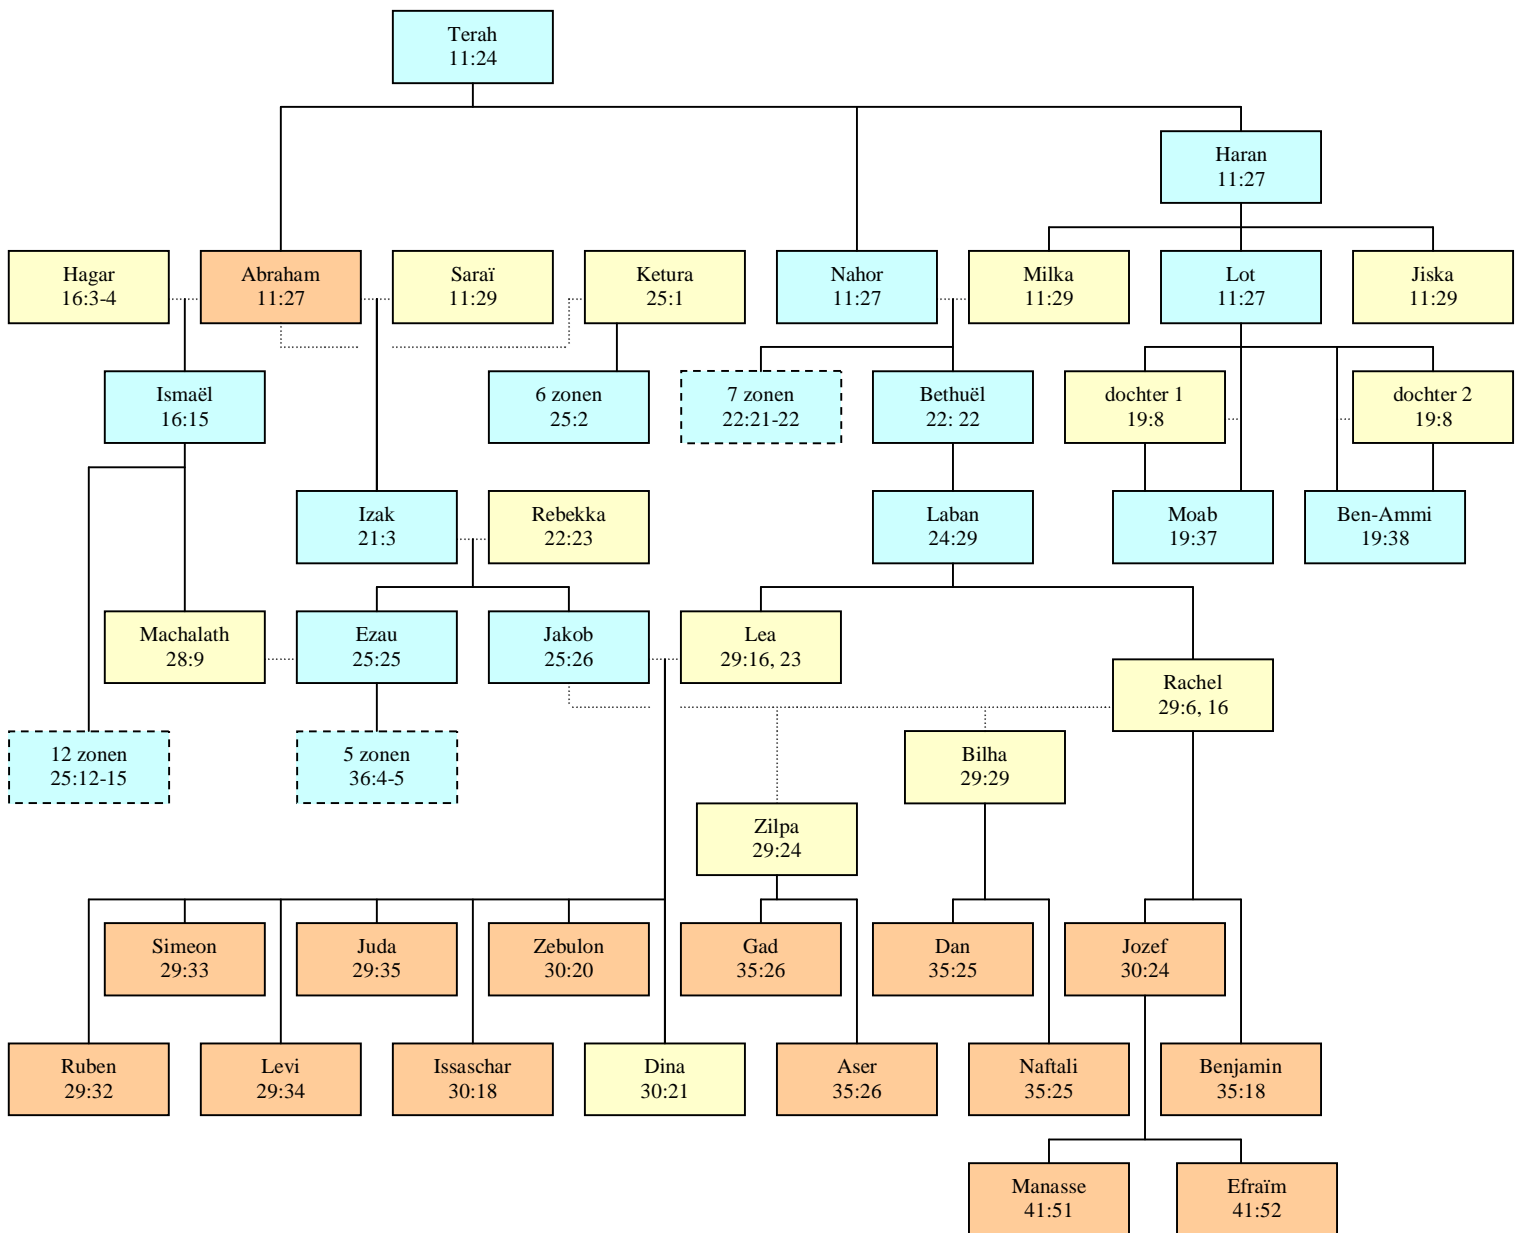 Terah
11:24
Haran
11:27
Hagar
16:3-4
Abraham
11:27
Saraï
11:29
Ketura
25:1
Nahor
11:27
Milka
11:29
Lot
11:27
Jiska
11:29
Ismaël
16:15
6 zonen
25:2
7 zonen
22:21-22
Bethuël
22: 22
dochter 1
19:8
dochter 2
19:8
Izak
21:3
Rebekka
22:23
Laban
24:29
Moab
19:37
Ben-Ammi
19:38
Machalath
28:9
Ezau
25:25
Jakob
25:26
Lea
29:16, 23
Rachel
29:6, 16
12 zonen
25:12-15
5 zonen
36:4-5
Bilha
29:29
Zilpa
29:24
Simeon
29:33
Juda
29:35
Zebulon
30:20
Gad
35:26
Dan
35:25
Jozef
30:24
Ruben
29:32
Levi
29:34
Issaschar
30:18
Dina
30:21
Aser
35:26
Naftali
35:25
Benjamin
35:18
Manasse
41:51
Efraïm
41:52